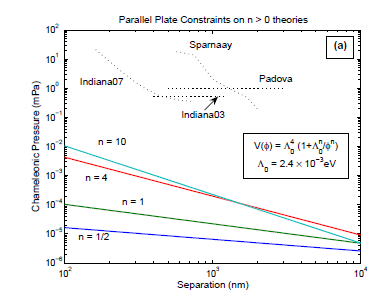 Parallel Plate Constraints on n > 0 theories
(a)
Sparnaay
Indiana07
Padova
Indiana03
V(ϕ) = Λ₀⁴ (1+Λ₀ⁿ/ϕⁿ)
Λ₀ = 2.4 × 10⁻³eV
n = 10
n = 4
n = 1
n = 1/2
Chameleonic Pressure (mPa)
10²
10¹
10⁰
10⁻¹
10⁻²
10⁻³
10⁻⁴
10⁻⁵
10⁻⁶
10² 10³ 10⁴
Separation (nm)